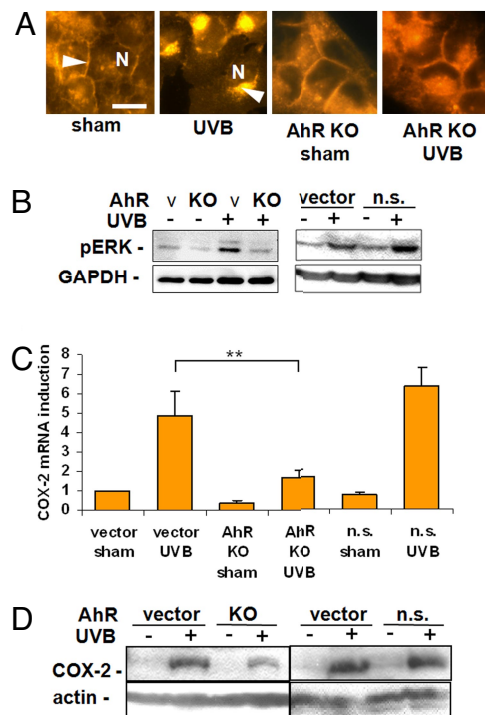 A
N
N
sham
UVB
AhR KO sham
AhR KO UVB
B
AhR v KO v KO
UVB - - + +
vector n.s.
- + - +
pERK -
GAPDH -
C
COX-2 mRNA induction
8
7
6
5
4
3
2
1
0
**
vector sham
vector UVB
AhR KO sham
AhR KO UVB
n.s. sham
n.s. UVB
D
AhR vector KO vector n.s.
UVB - + - + - + - +
COX-2 -
actin -